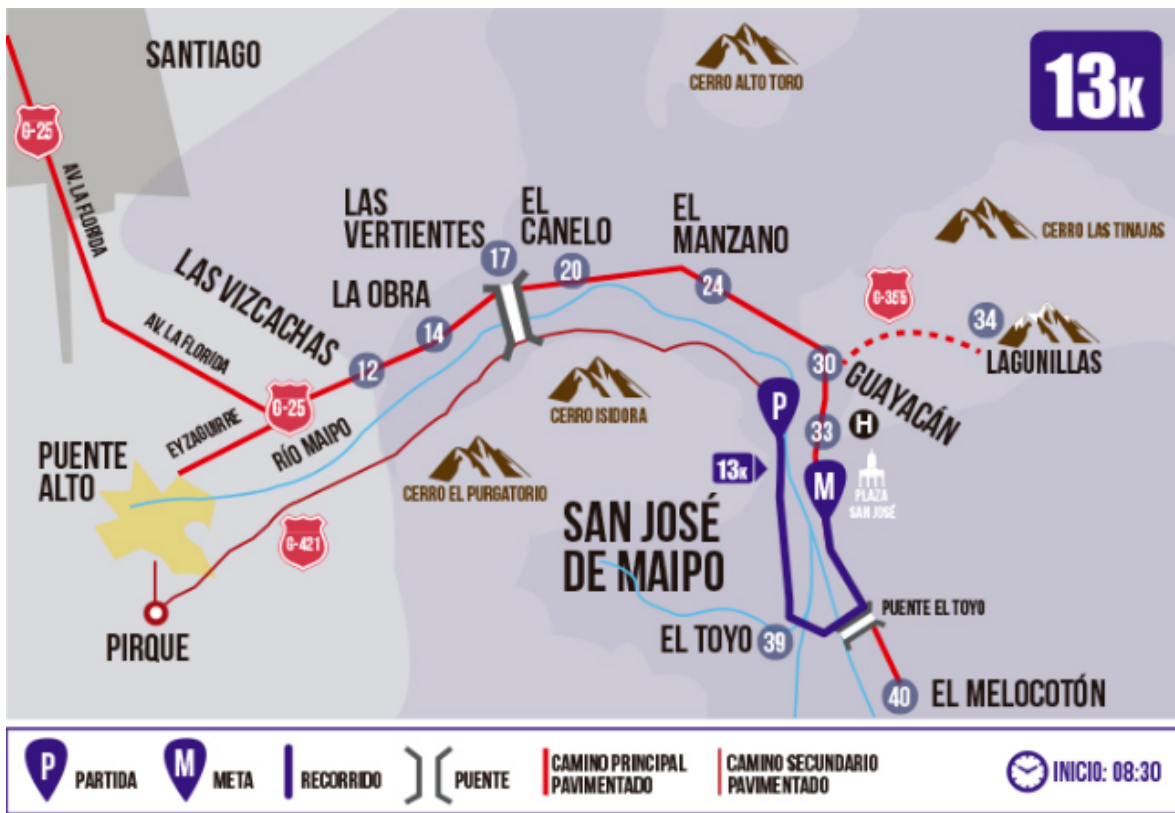 SANTIAGO
13K
CERRO ALTO TORO
G-25
AV. LA FLORIDA
LAS
VERTIENTES
EL
CANELO
EL
MANZANO
CERRO LAS TINAJAS
17
20
24
G-355
34
LAGUNILLAS
LAS VIZCACHAS
LA OBRA
14
12
AV. LA FLORIDA
G-25
EYZAGUIRRE
RÍO MAIPO
30
GUAYACÁN
P
33
H
CERRO ISIDORA
PUENTE
ALTO
CERRO EL PURGATORIO
13K
M
PLAZA
SAN JOSÉ
G-421
SAN JOSÉ
DE MAIPO
PIRQUE
EL TOYO
39
PUENTE EL TOYO
40
EL MELOCOTÓN
P
PARTIDA
M
META
RECORRIDO
PUENTE
CAMINO PRINCIPAL
PAVIMENTADO
CAMINO SECUNDARIO
PAVIMENTADO
INICIO: 08:30